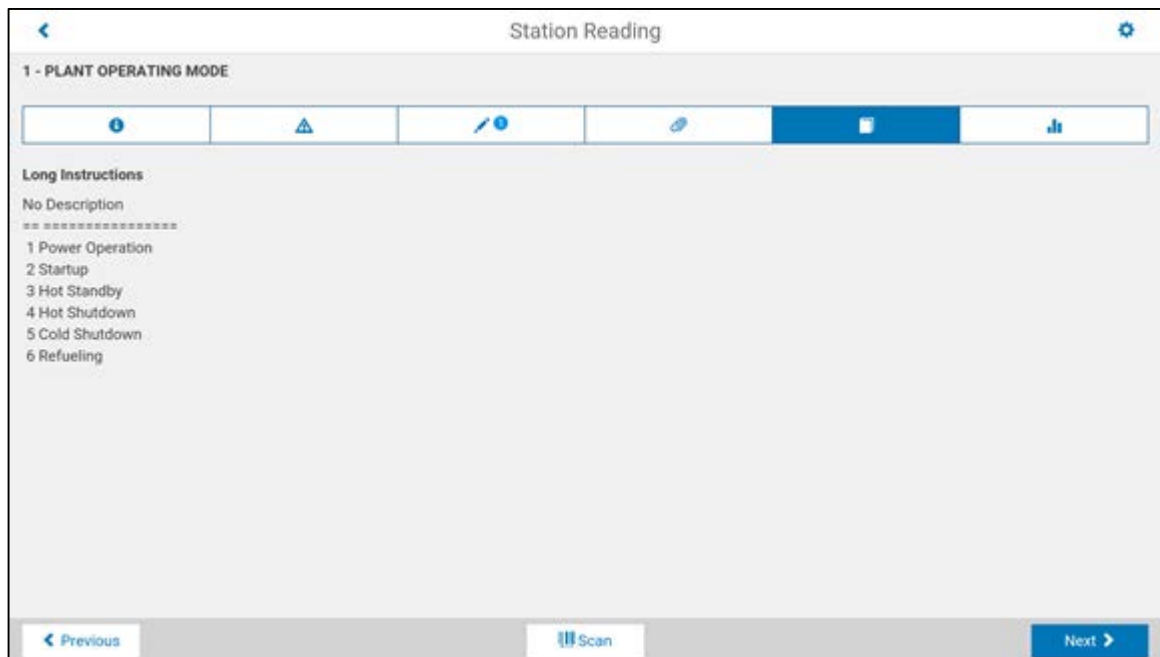 Station Reading
1 - PLANT OPERATING MODE
1
Long Instructions
No Description
== ================
1 Power Operation
2 Startup
3 Hot Standby
4 Hot Shutdown
5 Cold Shutdown
6 Refueling
Previous
Scan
Next